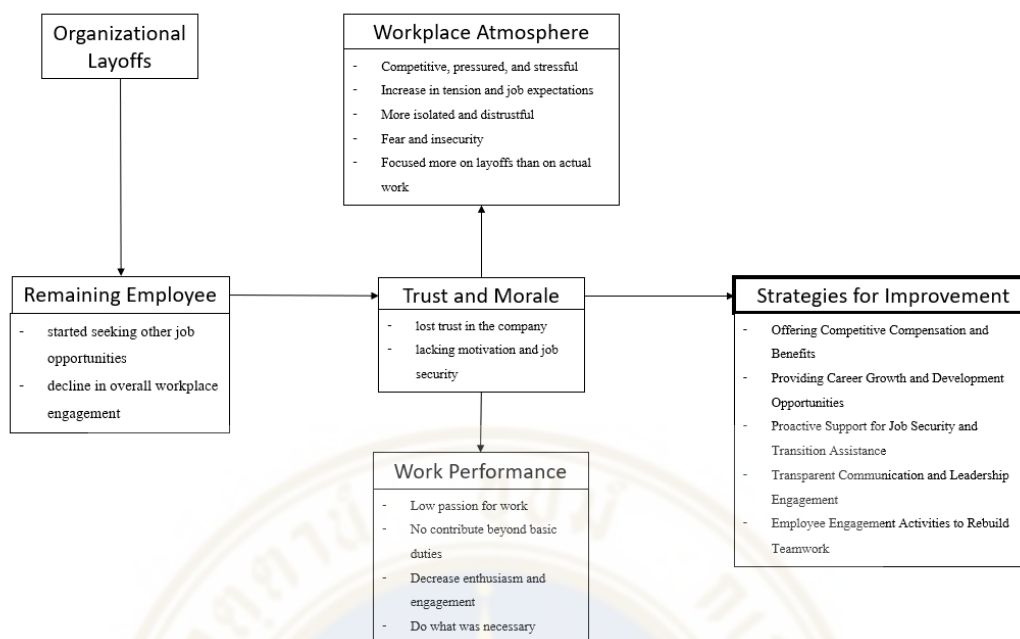 Organizational
Layoffs
Workplace Atmosphere
- Competitive, pressured, and stressful
- Increase in tension and job expectations
- More isolated and distrustful
- Fear and insecurity
- Focused more on layoffs than on actual
work
Remaining Employee
- started seeking other job
opportunities
- decline in overall workplace
engagement
Trust and Morale
- lost trust in the company
- lacking motivation and job
security
Strategies for Improvement
- Offering Competitive Compensation and
Benefits
- Providing Career Growth and Development
Opportunities
- Proactive Support for Job Security and
Transition Assistance
- Transparent Communication and Leadership
Engagement
- Employee Engagement Activities to Rebuild
Teamwork
Work Performance
- Low passion for work
- No contribute beyond basic
duties
- Decrease enthusiasm and
engagement
- Do what was necessary